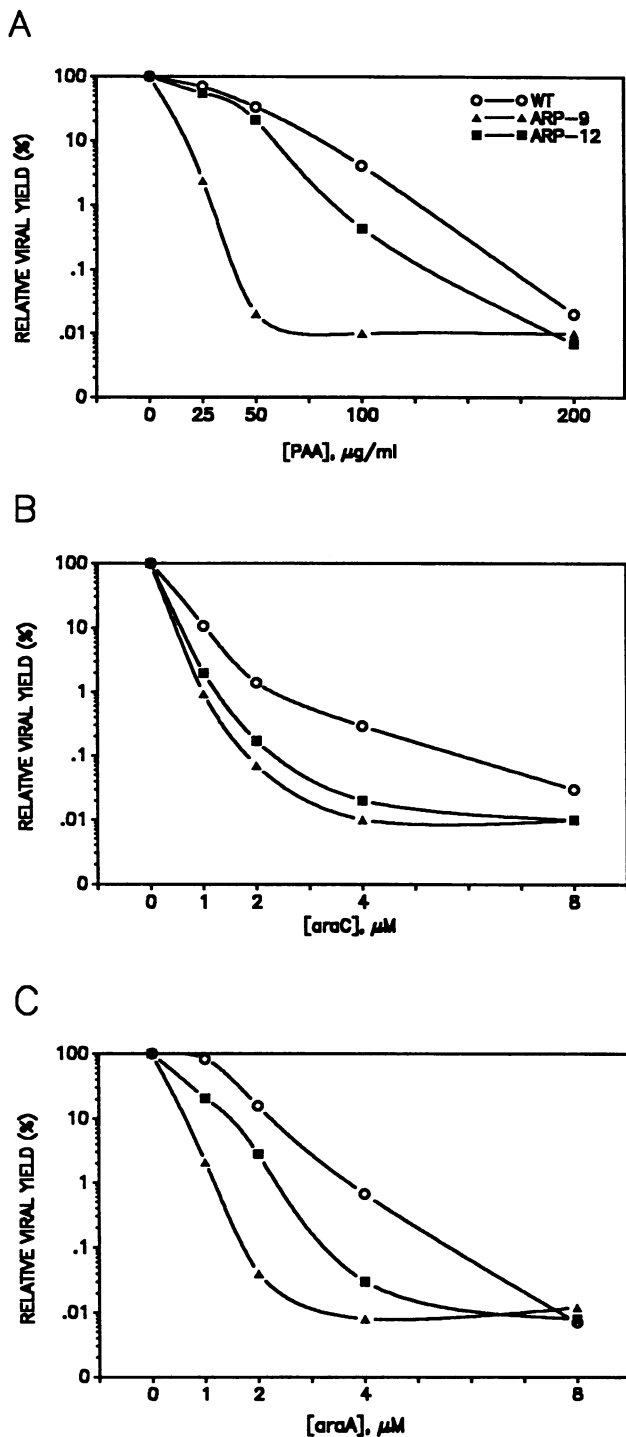 A
RELATIVE VIRAL YIELD (%)
100
10
1
.1
.01
0
WT
ARP-9
ARP-12
0 25 50 100 200
[PAA], μg/ml
B
RELATIVE VIRAL YIELD (%)
100
10
1
.1
.01
0
0 1 2 4 8
[araC], μM
C
RELATIVE VIRAL YIELD (%)
100
10
1
.1
.01
0
0 1 2 4 8
[araA], μM